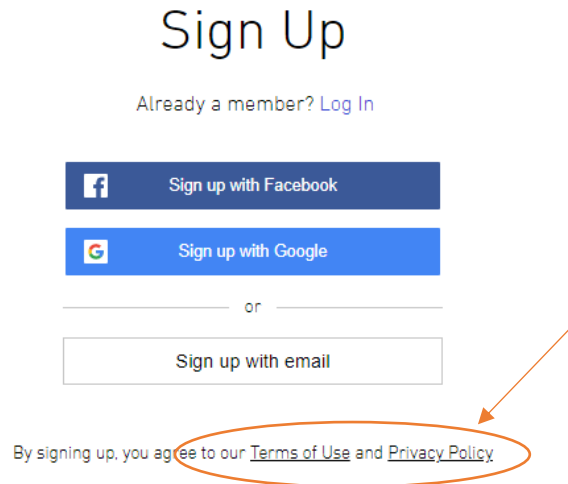 Sign Up
Already a member? Log In
Sign up with Facebook
Sign up with Google
or
Sign up with email
By signing up, you agree to our Terms of Use and Privacy Policy